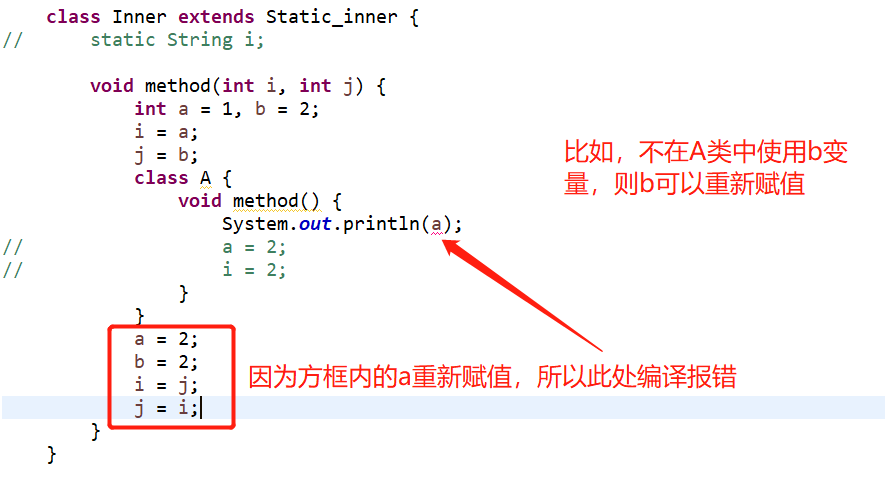 class Inner extends Static_inner {
// static String i;
void method(int i, int j) {
int a = 1, b = 2;
i = a;
j = b;
class A {
void method() {
System.out.println(a);
// a = 2;
// i = 2;
}
}
a = 2;
b = 2;
i = j;
j = i;
}
}
比如，不在A类中使用b变
量，则b可以重新赋值
因为方框内的a重新赋值，所以此处编译报错